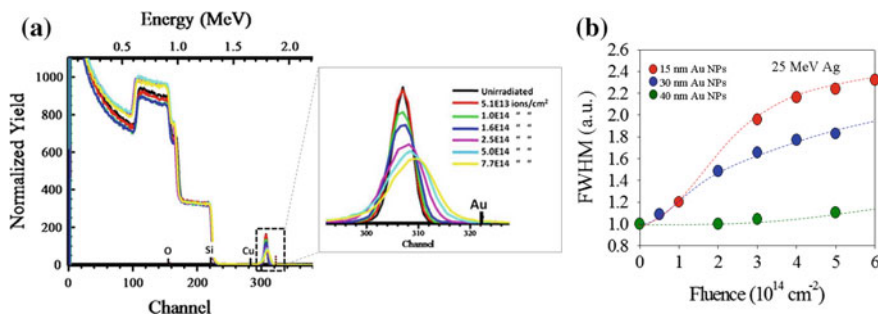 (a)
Energy (MeV)
0.5 1.0 1.5 2.0
Normalized Yield
1000
800
600
400
200
0
O Si Cu
0 100 200 300
Channel
Unirradiated
5.1E13 ions/cm²
1.0E14 " "
1.6E14 " "
2.5E14 " "
5.0E14 " "
7.7E14 " "
Au
300 310 320
Channel
(b)
25 MeV Ag
15 nm Au NPs
30 nm Au NPs
40 nm Au NPs
FWHM (a.u.)
2.6
2.4
2.2
2.0
1.8
1.6
1.4
1.2
1.0
0.8
0 1 2 3 4 5 6
Fluence (10¹⁴ cm⁻²)